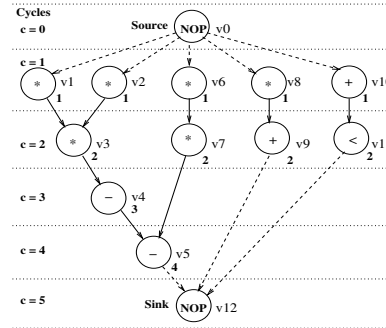 Cycles
Source NOP v0
c = 0
c = 1
* v1 * v2 * v6 * v8 + v10
1 1 1 1 1
c = 2 * v3 * v7 + v9 < v11
2 2 2 2
c = 3 − v4
3
c = 4 − v5
4
c = 5 Sink NOP v12